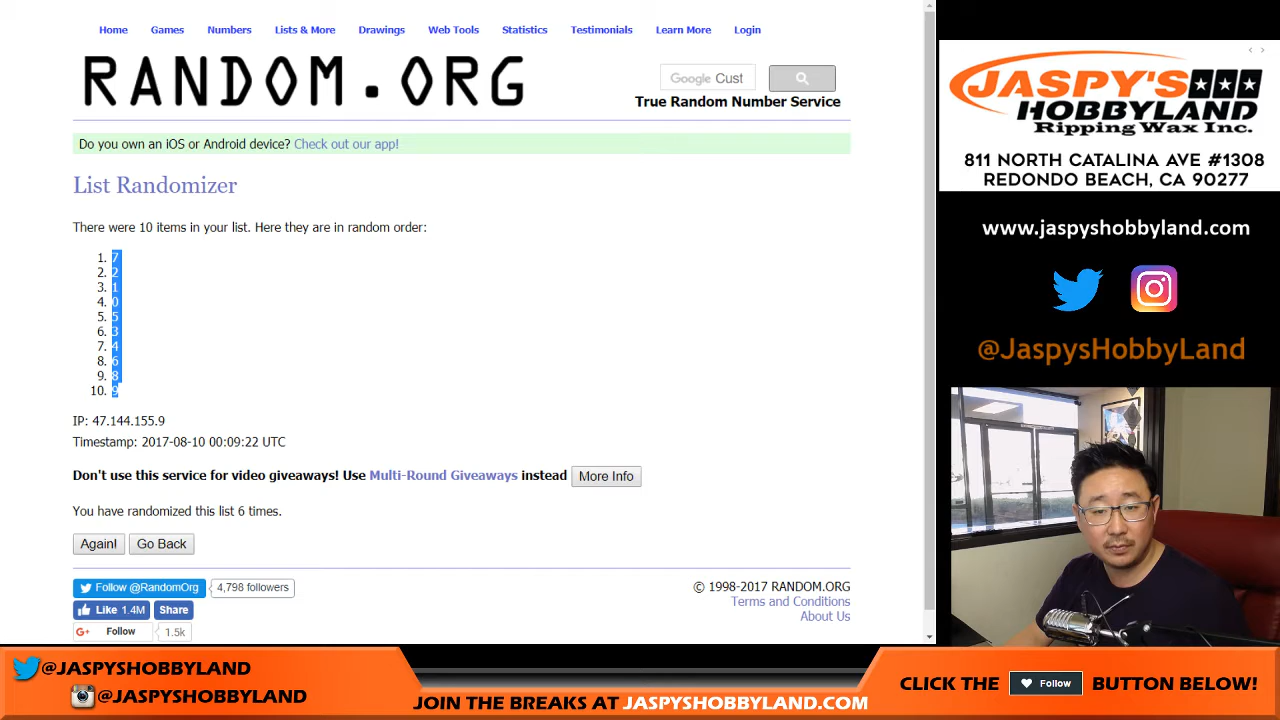 Home Games Numbers Lists & More Drawings Web Tools Statistics Testimonials Learn More Login
RANDOM.ORG
Google Cust
True Random Number Service
Do you own an iOS or Android device? Check out our app!
List Randomizer
There were 10 items in your list. Here they are in random order:
1. 7
2. 2
3. 1
4. 0
5. 5
6. 3
7. 4
8. 6
9. 8
10. 9
IP: 47.144.155.9
Timestamp: 2017-08-10 00:09:22 UTC
Don't use this service for video giveaways! Use Multi-Round Giveaways instead More Info
You have randomized this list 6 times.
Again! Go Back
Follow @RandomOrg 4,798 followers
Like 1.4M Share
Follow 1.5k
© 1998-2017 RANDOM.ORG
Terms and Conditions
About Us
JASPY'S
HOBBYLAND
Ripping Wax Inc.
811 NORTH CATALINA AVE #1308
REDONDO BEACH, CA 90277
www.jaspyshobbyland.com
@JaspysHobbyLand
@JASPYSHOBBYLAND
@JASPYSHOBBYLAND
JOIN THE BREAKS AT JASPYSHOBBYLAND.COM
CLICK THE Follow BUTTON BELOW!